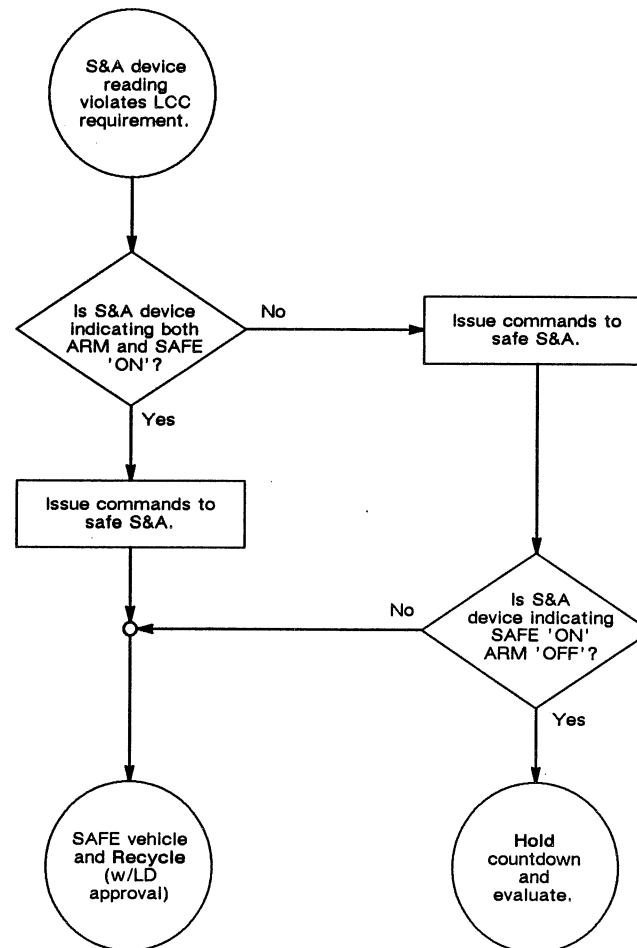 S&A device
reading
violates LCC
requirement.
Is S&A device
indicating both
ARM and SAFE
'ON'?
No
Issue commands to
safe S&A.
Yes
Issue commands to
safe S&A.
No
Is S&A
device indicating
SAFE 'ON'
ARM 'OFF'?
Yes
SAFE vehicle
and Recycle
(w/LD
approval)
Hold
countdown
and
evaluate.